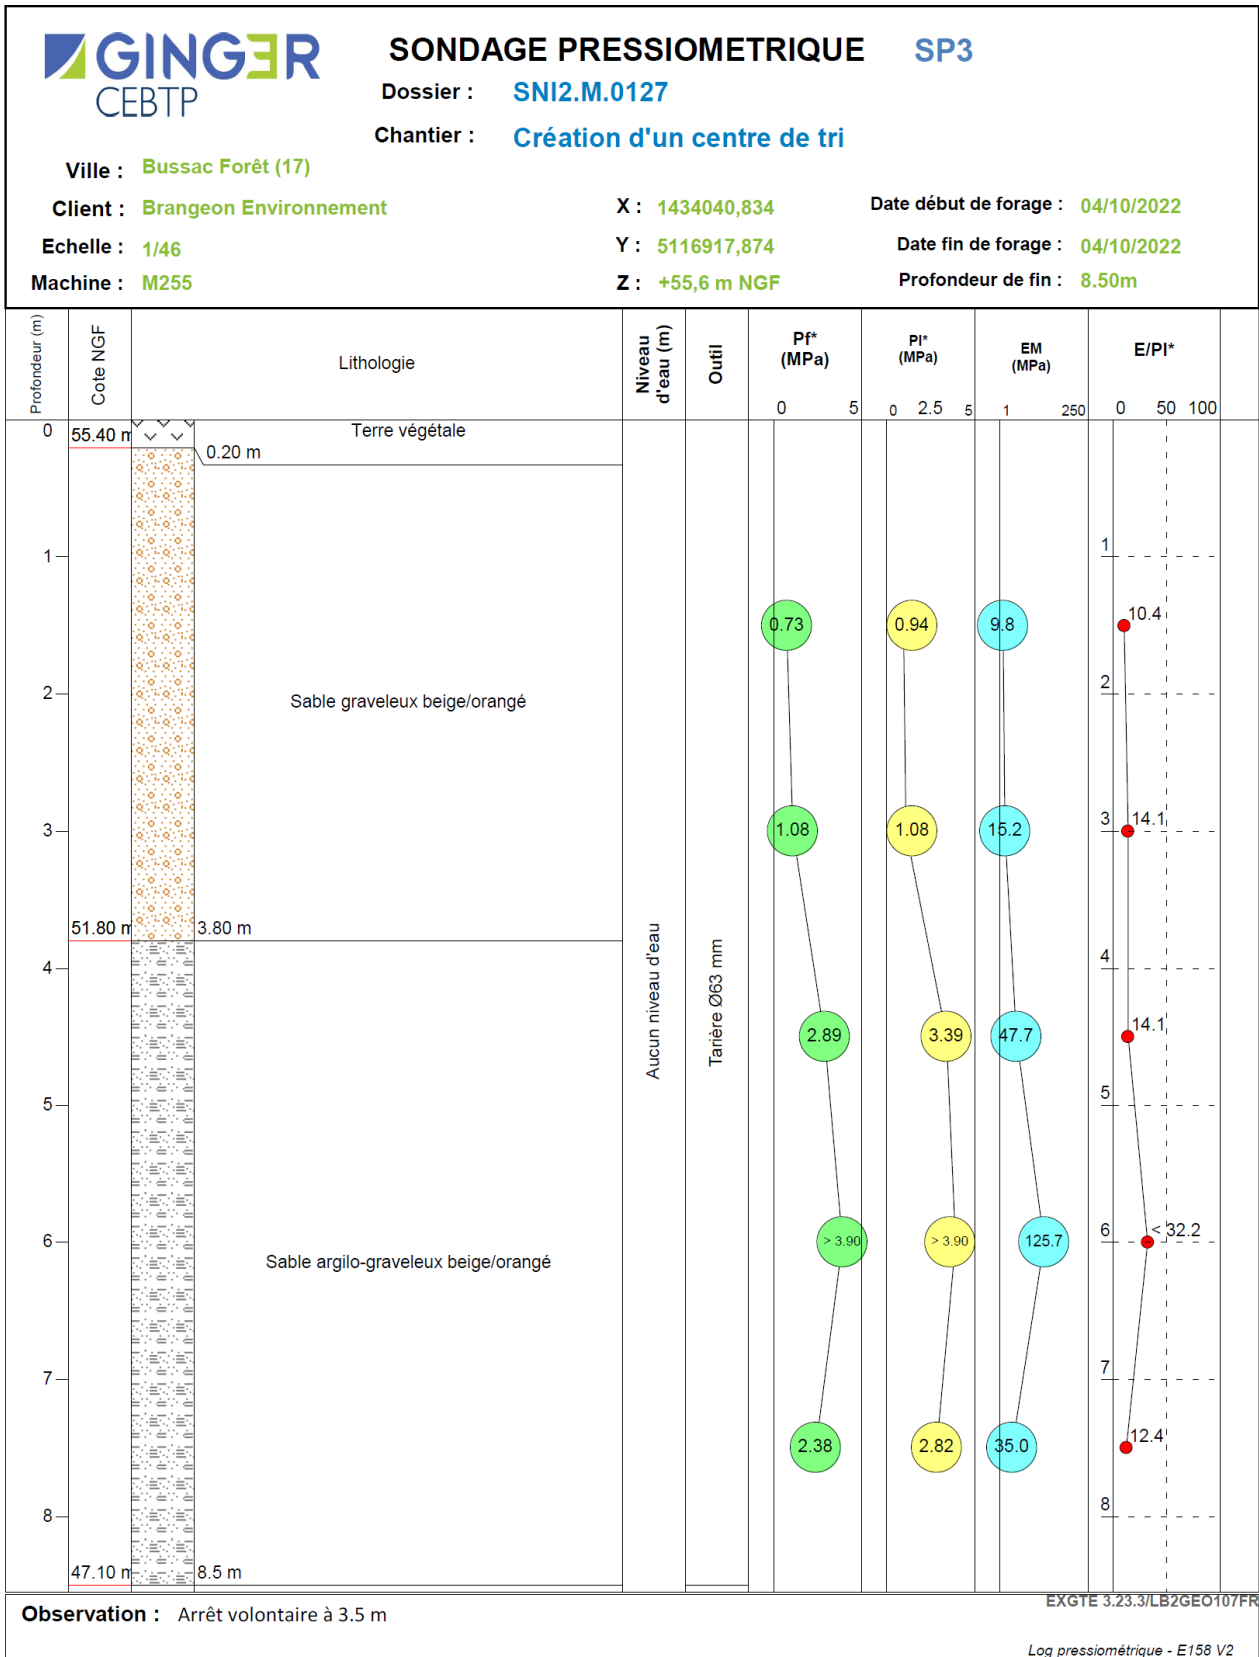 GINGER
CEBTP
SONDAGE PRESSIOMETRIQUE SP3
Dossier : SNI2.M.0127
Chantier : Création d'un centre de tri
Ville : Bussac Forêt (17)
Client : Brangeon Environnement
X : 1434040,834
Date début de forage : 04/10/2022
Echelle : 1/46
Y : 5116917,874
Date fin de forage : 04/10/2022
Machine : M255
Z : +55,6 m NGF
Profondeur de fin : 8.50m
Profondeur (m)
Cote NGF
Lithologie
Niveau
d'eau (m)
Outil
Pf*
(MPa)
0 5
Pl*
(MPa)
0 2.5 5
EM
(MPa)
1 250
E/Pl*
0 50 100
0
55.40 m
Terre végétale
0.20 m
1
1
0.73 0.94 9.8 10.4
2
Sable graveleux beige/orangé
2
3
1.08 1.08 15.2
3
14.1
51.80 m
3.80 m
4
4
Aucun niveau d'eau
Tarière Ø63 mm
2.89 3.39 47.7 14.1
5
5
6
Sable argilo-graveleux beige/orangé
> 3.90 > 3.90 125.7
6
< 32.2
7
7
2.38 2.82 35.0 12.4
8
8
47.10 m
8.5 m
Observation : Arrêt volontaire à 3.5 m
EXGTE 3.23.3/LB2GEO107FR
Log pressiométrique - E158 V2